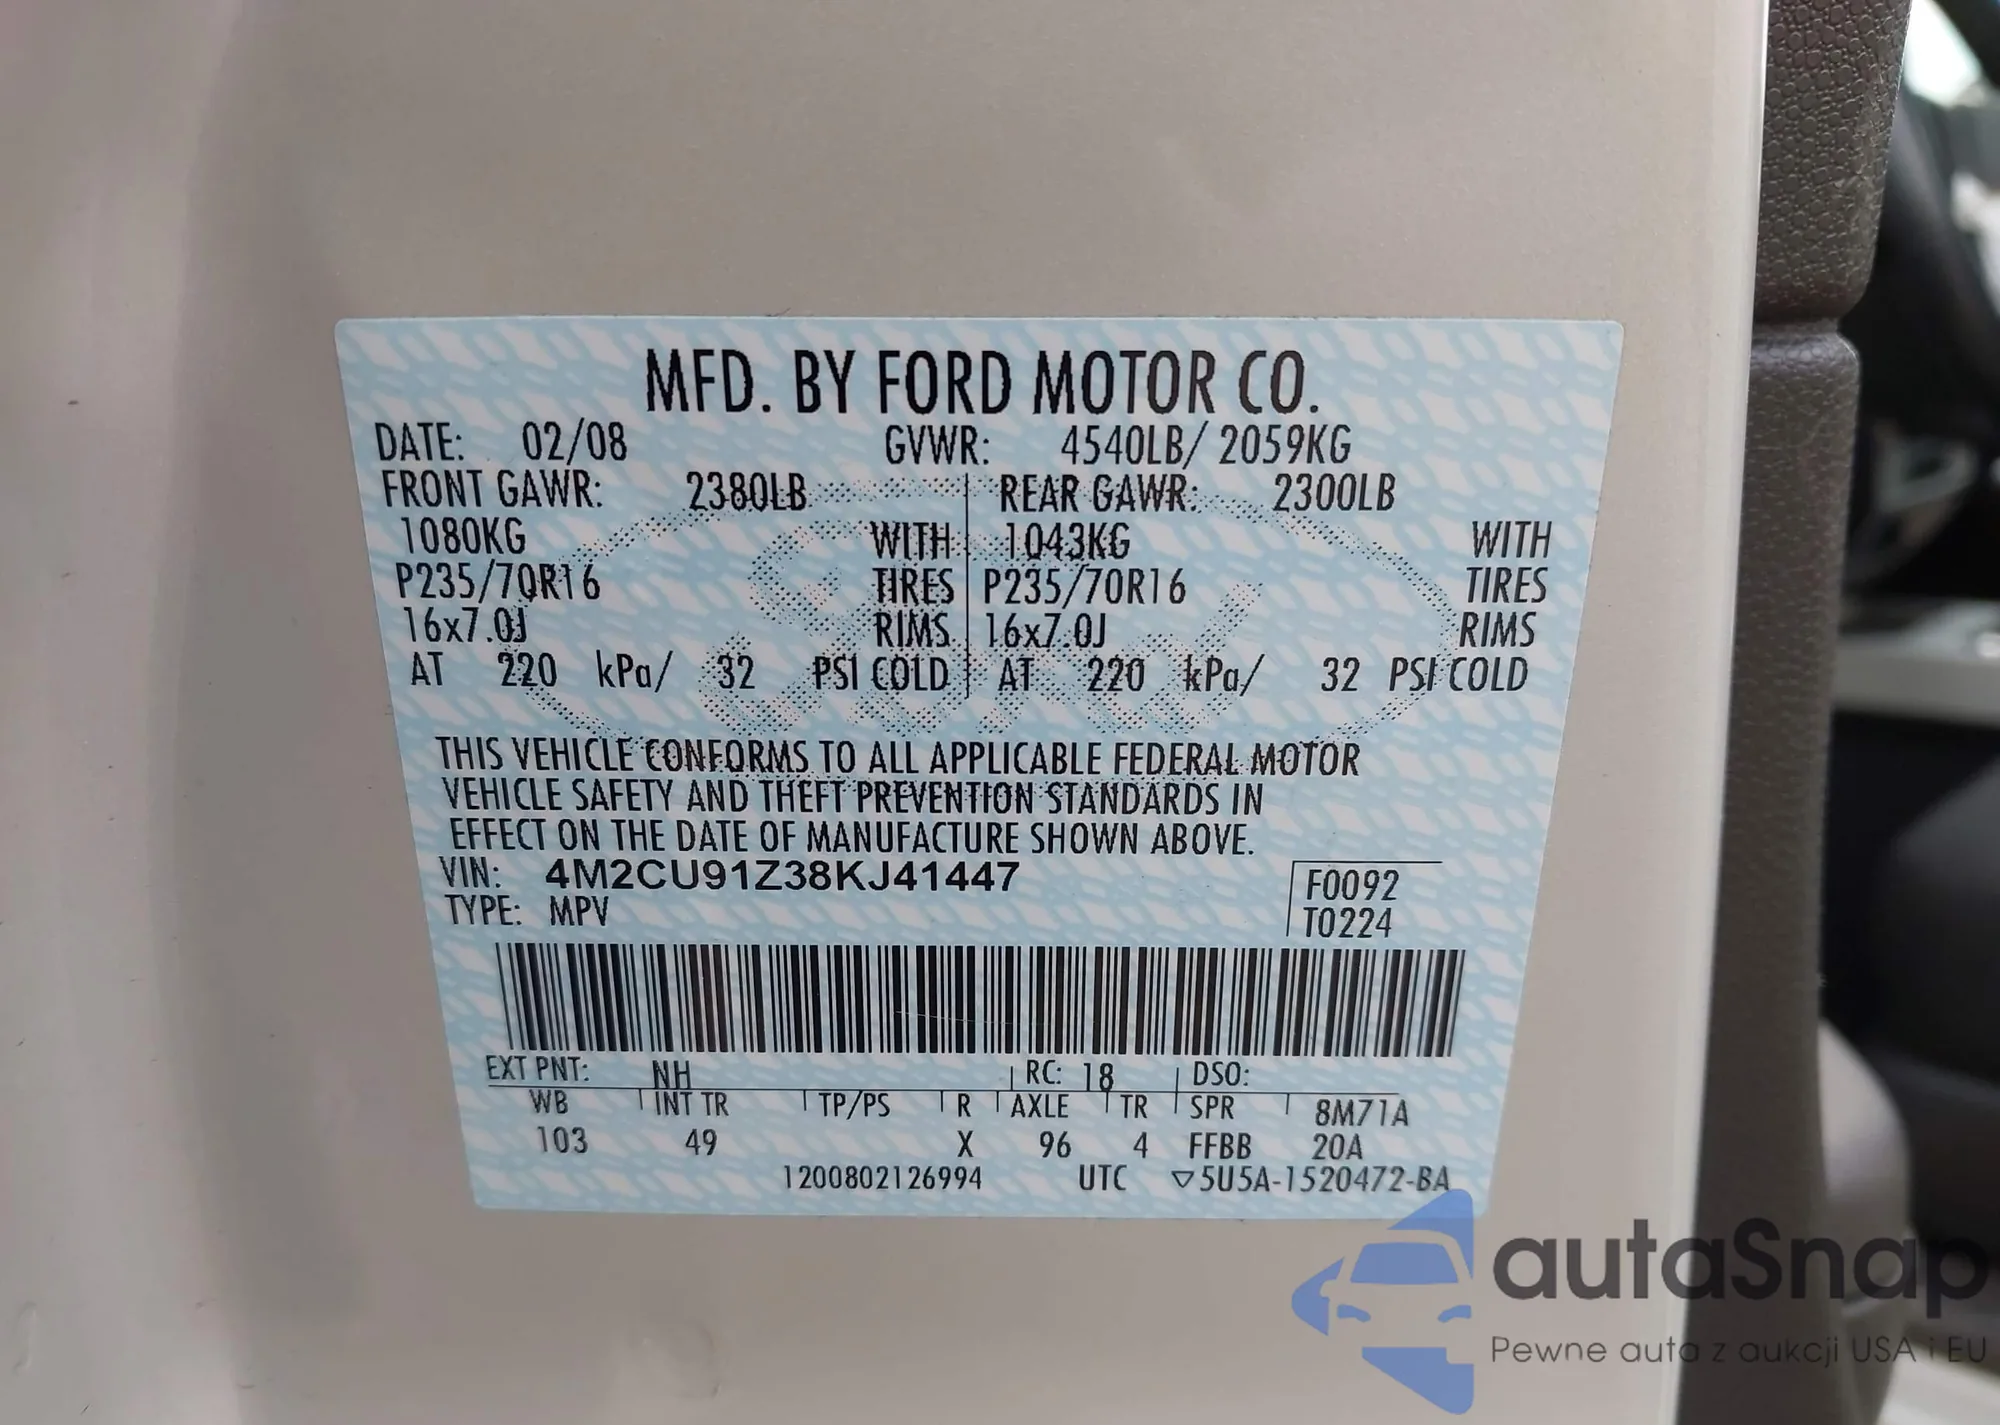 MFD. BY FORD MOTOR CO.
DATE: 02/08 GVWR: 4540LB/ 2059KG
FRONT GAWR: 2380LB REAR GAWR: 2300LB
1080KG WITH 1043KG WITH
P235/70R16 TIRES P235/70R16 TIRES
16x7.0J RIMS 16x7.0J RIMS
AT 220 kPa/ 32 PSI COLD AT 220 kPa/ 32 PSI COLD
THIS VEHICLE CONFORMS TO ALL APPLICABLE FEDERAL MOTOR
VEHICLE SAFETY AND THEFT PREVENTION STANDARDS IN
EFFECT ON THE DATE OF MANUFACTURE SHOWN ABOVE.
VIN: 4M2CU91Z38KJ41447 F0092
TYPE: MPV T0224
EXT PNT: NH RC: 18 DSO:
WB INT TR TP/PS R AXLE TR SPR 8M71A
103 49 X 96 4 FFBB 20A
1200802126994 UTC ▽5U5A-1520472-BA
autaSnap
Pewne auta z aukcji USA i EU